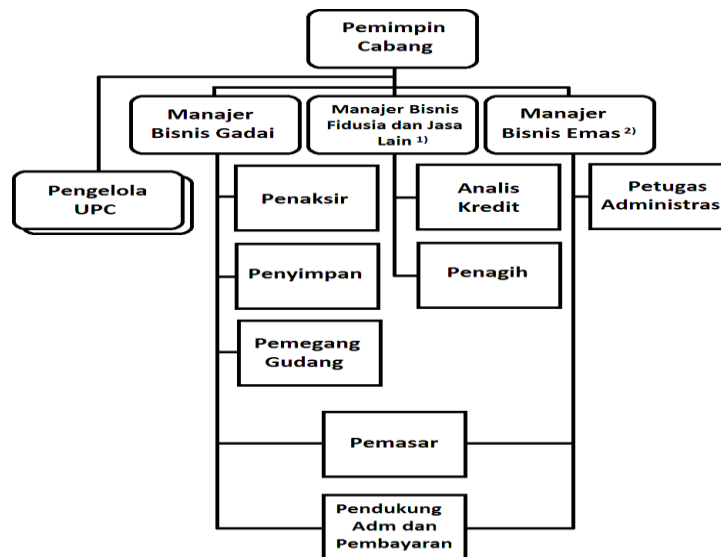 Pemimpin
Cabang
Manajer
Bisnis Gadai
Manajer Bisnis
Fidusia dan Jasa
Lain 1)
Manajer
Bisnis Emas 2)
Pengelola
UPC
Penaksir
Analis
Kredit
Petugas
Administras
Penyimpan
Penagih
Pemegang
Gudang
Pemasar
Pendukung
Adm dan
Pembayaran